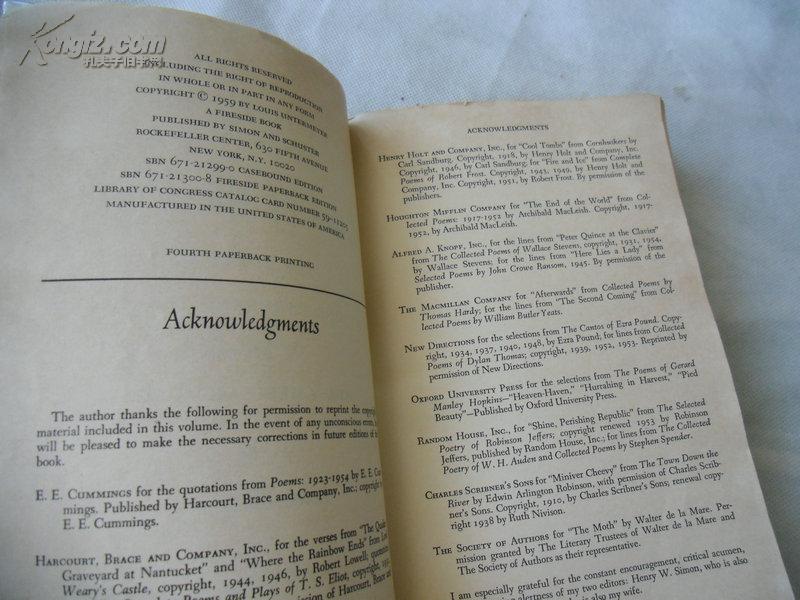 Kongfz.com
孔夫子旧书网
ALL RIGHTS RESERVED
INCLUDING THE RIGHT OF REPRODUCTION
IN WHOLE OR IN PART IN ANY FORM
COPYRIGHT © 1959 BY LOUIS UNTERMEYER
A FIRESIDE BOOK
PUBLISHED BY SIMON AND SCHUSTER
ROCKEFELLER CENTER, 630 FIFTH AVENUE
NEW YORK, N.Y. 10020
SBN 671-21299-0 CASEBOUND EDITION
SBN 671-21300-8 FIRESIDE PAPERBACK EDITION
LIBRARY OF CONGRESS CATALOG CARD NUMBER 59-11205
MANUFACTURED IN THE UNITED STATES OF AMERICA
FOURTH PAPERBACK PRINTING
Acknowledgments
The author thanks the following for permission to reprint the
material included in this volume. In the event of any unconscious error,
will be pleased to make the necessary corrections in future editions of
book.
E. E. CUMMINGS for the quotations from Poems: 1923-1954 by E. E. Cum-
mings. Published by Harcourt, Brace and Company, Inc.;
E. E. Cummings.
HARCOURT, BRACE AND COMPANY, INC., for the verses from "The Quaker
Graveyard at Nantucket" and "Where the Rainbow Ends" from
Weary's Castle, copyright, 1944, 1946, by Robert Lowell;
Poems and Plays of T. S. Eliot,
of Harcourt, Brace and
ACKNOWLEDGMENTS
HENRY HOLT AND COMPANY, INC., for "Cool Tombs" from Cornhuskers by
Carl Sandburg. Copyright, 1918, by Henry Holt and Company, Inc.
Copyright, 1946, by Carl Sandburg. for "Fire and Ice" from Complete
Poems of Robert Frost. Copyright, 1943, 1949, by Henry Holt and
Company, Inc. Copyright, 1951, by Robert Frost. By permission of the
publishers.
HOUGHTON MIFFLIN COMPANY for "The End of the World" from Col-
lected Poems: 1917-1952 by Archibald MacLeish. Copyright, 1917-
1952, by Archibald MacLeish.
ALFRED A. KNOPF, INC., for the lines from "Peter Quince at the Clavier"
from The Collected Poems of Wallace Stevens, copyright, 1931, 1954,
by Wallace Stevens; for the lines from "Here Lies a Lady" from
Selected Poems by John Crowe Ransom, 1945. By permission of the
publisher.
THE MACMILLAN COMPANY for "Afterwards" from Collected Poems by
Thomas Hardy; for the lines from "The Second Coming" from Col-
lected Poems by William Butler Yeats.
NEW DIRECTIONS for the selections from The Cantos of Ezra Pound. Copy-
right, 1934, 1937, 1940, 1948, by Ezra Pound; for lines from Collected
Poems of Dylan Thomas; copyright, 1939, 1952, 1953. Reprinted by
permission of New Directions.
OXFORD UNIVERSITY PRESS for the selections from The Poems of Gerard
Manley Hopkins—"Heaven-Haven," "Hurrahing in Harvest," "Pied
Beauty"—Published by Oxford University Press.
RANDOM HOUSE, INC., for "Shine, Perishing Republic" from The Selected
Poetry of Robinson Jeffers; copyright renewed 1953 by Robinson
Jeffers, published by Random House, Inc.; for lines from The Collected
Poetry of W. H. Auden and Collected Poems by Stephen Spender.
CHARLES SCRIBNER'S SONS for "Miniver Cheevy" from The Town Down the
River by Edwin Arlington Robinson, with permission of Charles Scrib-
ner's Sons. Copyright, 1910, by Charles Scribner's Sons; renewal copy-
right 1938 by Ruth Nivison.
THE SOCIETY OF AUTHORS for "The Moth" by Walter de la Mare. Per-
mission granted by The Literary Trustees of Walter de la Mare and
The Society of Authors as their representative.
I am especially grateful for the constant encouragement, critical acumen,
alertness of my two editors: Henry W. Simon, who is also
is also my wife.